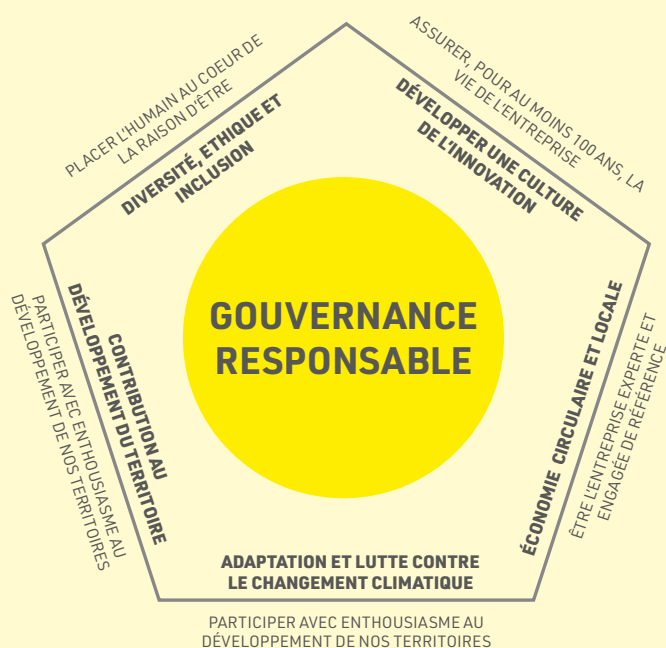 PLACER L'HUMAIN AU COEUR DE
LA RAISON D'ÊTRE
DIVERSITÉ, ETHIQUE ET
INCLUSION
ASSURER, POUR AU MOINS 100 ANS, LA
VIE DE L'ENTREPRISE
DÉVELOPPER UNE CULTURE
DE L'INNOVATION
GOUVERNANCE
RESPONSABLE
CONTRIBUTION AU
DÉVELOPPEMENT DU TERRITOIRE
PARTICIPER AVEC ENTHOUSIASME AU
DÉVELOPPEMENT DE NOS TERRITOIRES
ÉCONOMIE CIRCULAIRE ET LOCALE
ÊTRE L'ENTREPRISE EXPERTE ET
ENGAGÉE DE RÉFÉRENCE
ADAPTATION ET LUTTE CONTRE
LE CHANGEMENT CLIMATIQUE
PARTICIPER AVEC ENTHOUSIASME AU
DÉVELOPPEMENT DE NOS TERRITOIRES